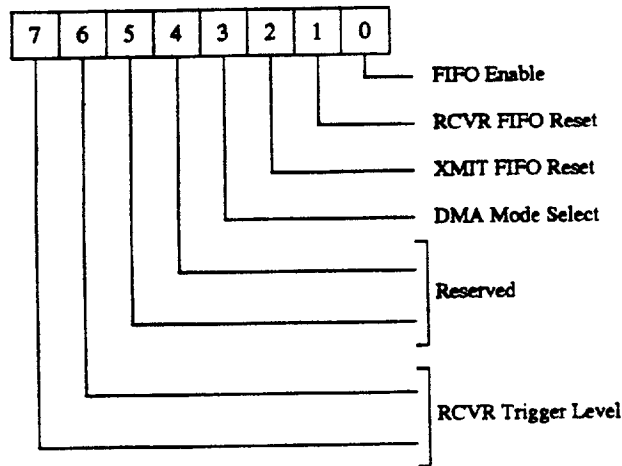 7 6 5 4 3 2 1 0
FIFO Enable
RCVR FIFO Reset
XMIT FIFO Reset
DMA Mode Select
Reserved
RCVR Trigger Level